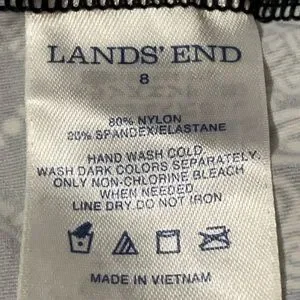 LANDS' END
8
80% NYLON
20% SPANDEX/ELASTANE
HAND WASH COLD.
WASH DARK COLORS SEPARATELY.
ONLY NON-CHLORINE BLEACH
WHEN NEEDED.
LINE DRY. DO NOT IRON.
MADE IN VIETNAM